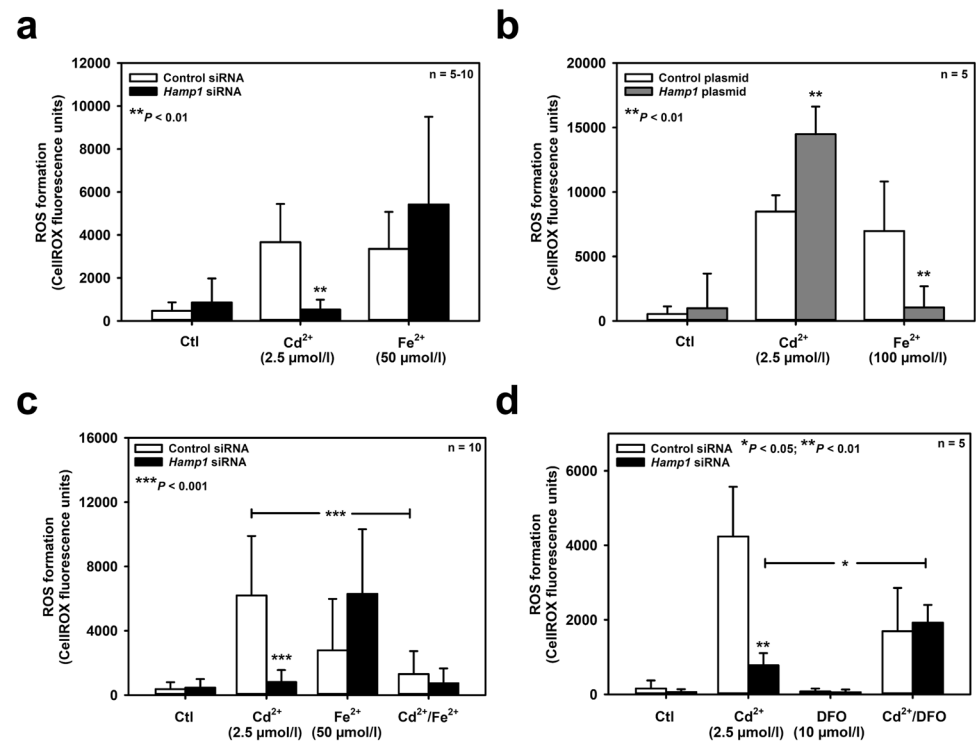 a
Control siRNA
Hamp1 siRNA
n = 5-10
**P < 0.01
ROS formation
(CellROX fluorescence units)
12000
10000
8000
6000
4000
2000
0
**
Ctl
Cd²⁺
(2.5 µmol/l)
Fe²⁺
(50 µmol/l)
b
Control plasmid
Hamp1 plasmid
n = 5
**P < 0.01
ROS formation
(CellROX fluorescence units)
20000
15000
10000
5000
0
**
**
Ctl
Cd²⁺
(2.5 µmol/l)
Fe²⁺
(100 µmol/l)
c
Control siRNA
Hamp1 siRNA
n = 10
***P < 0.001
ROS formation
(CellROX fluorescence units)
16000
12000
8000
4000
0
***
***
Ctl
Cd²⁺
(2.5 µmol/l)
Fe²⁺
(50 µmol/l)
Cd²⁺/Fe²⁺
d
Control siRNA
Hamp1 siRNA
*P < 0.05; **P < 0.01
n = 5
ROS formation
(CellROX fluorescence units)
6000
4000
2000
0
*
**
Ctl
Cd²⁺
(2.5 µmol/l)
DFO
(10 µmol/l)
Cd²⁺/DFO